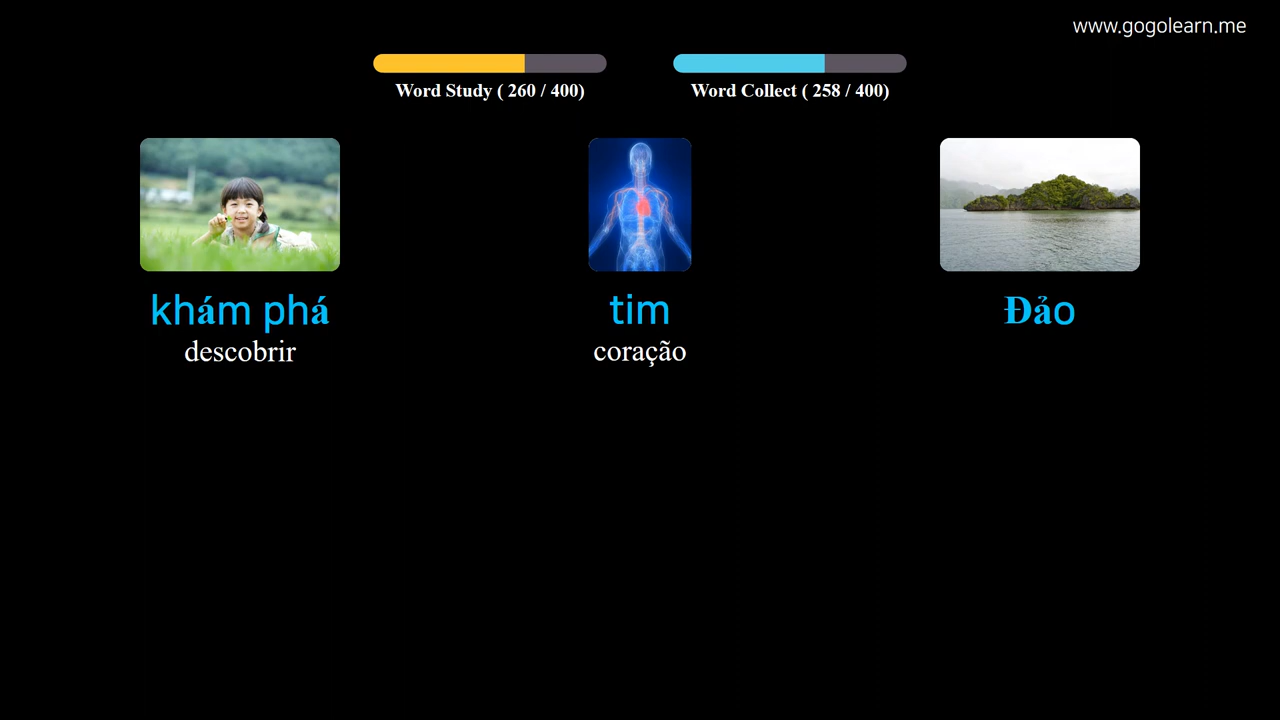 www.gogolearn.me
Word Study ( 260 / 400)
Word Collect ( 258 / 400)
khám phá
descobrir
tim
coração
Đảo